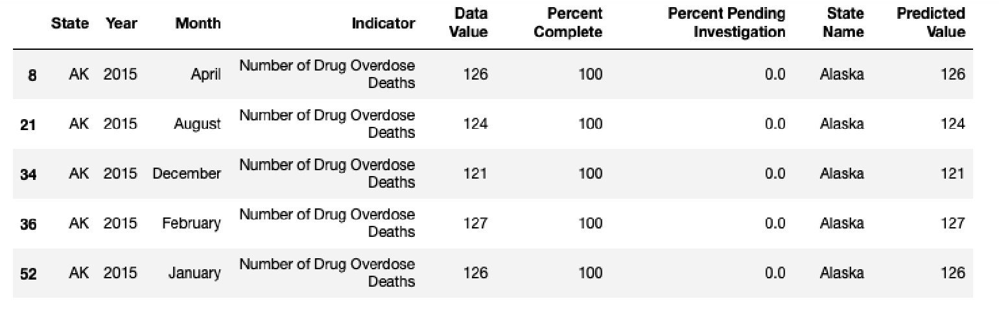 State Year Month Indicator Data Value Percent Complete Percent Pending Investigation State Name Predicted Value
8 AK 2015 April Number of Drug Overdose Deaths 126 100 0.0 Alaska 126
21 AK 2015 August Number of Drug Overdose Deaths 124 100 0.0 Alaska 124
34 AK 2015 December Number of Drug Overdose Deaths 121 100 0.0 Alaska 121
36 AK 2015 February Number of Drug Overdose Deaths 127 100 0.0 Alaska 127
52 AK 2015 January Number of Drug Overdose Deaths 126 100 0.0 Alaska 126